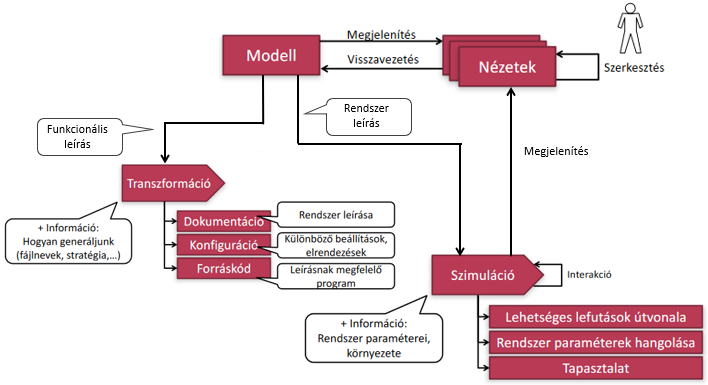 Modell
Megjelenítés
Visszavezetés
Nézetek
Szerkesztés
Funkcionális
leírás
Rendszer
leírás
Megjelenítés
Transzformáció
+ Információ:
Hogyan generáljunk
(fájlnevek, stratégia,...)
Dokumentáció
Rendszer leírása
Konfiguráció
Különböző beállítások,
elrendezések
Forráskód
Leírásnak megfelelő
program
Szimuláció
Interakció
+ Információ:
Rendszer paraméterei,
környezete
Lehetséges lefutások útvonala
Rendszer paraméterek hangolása
Tapasztalat